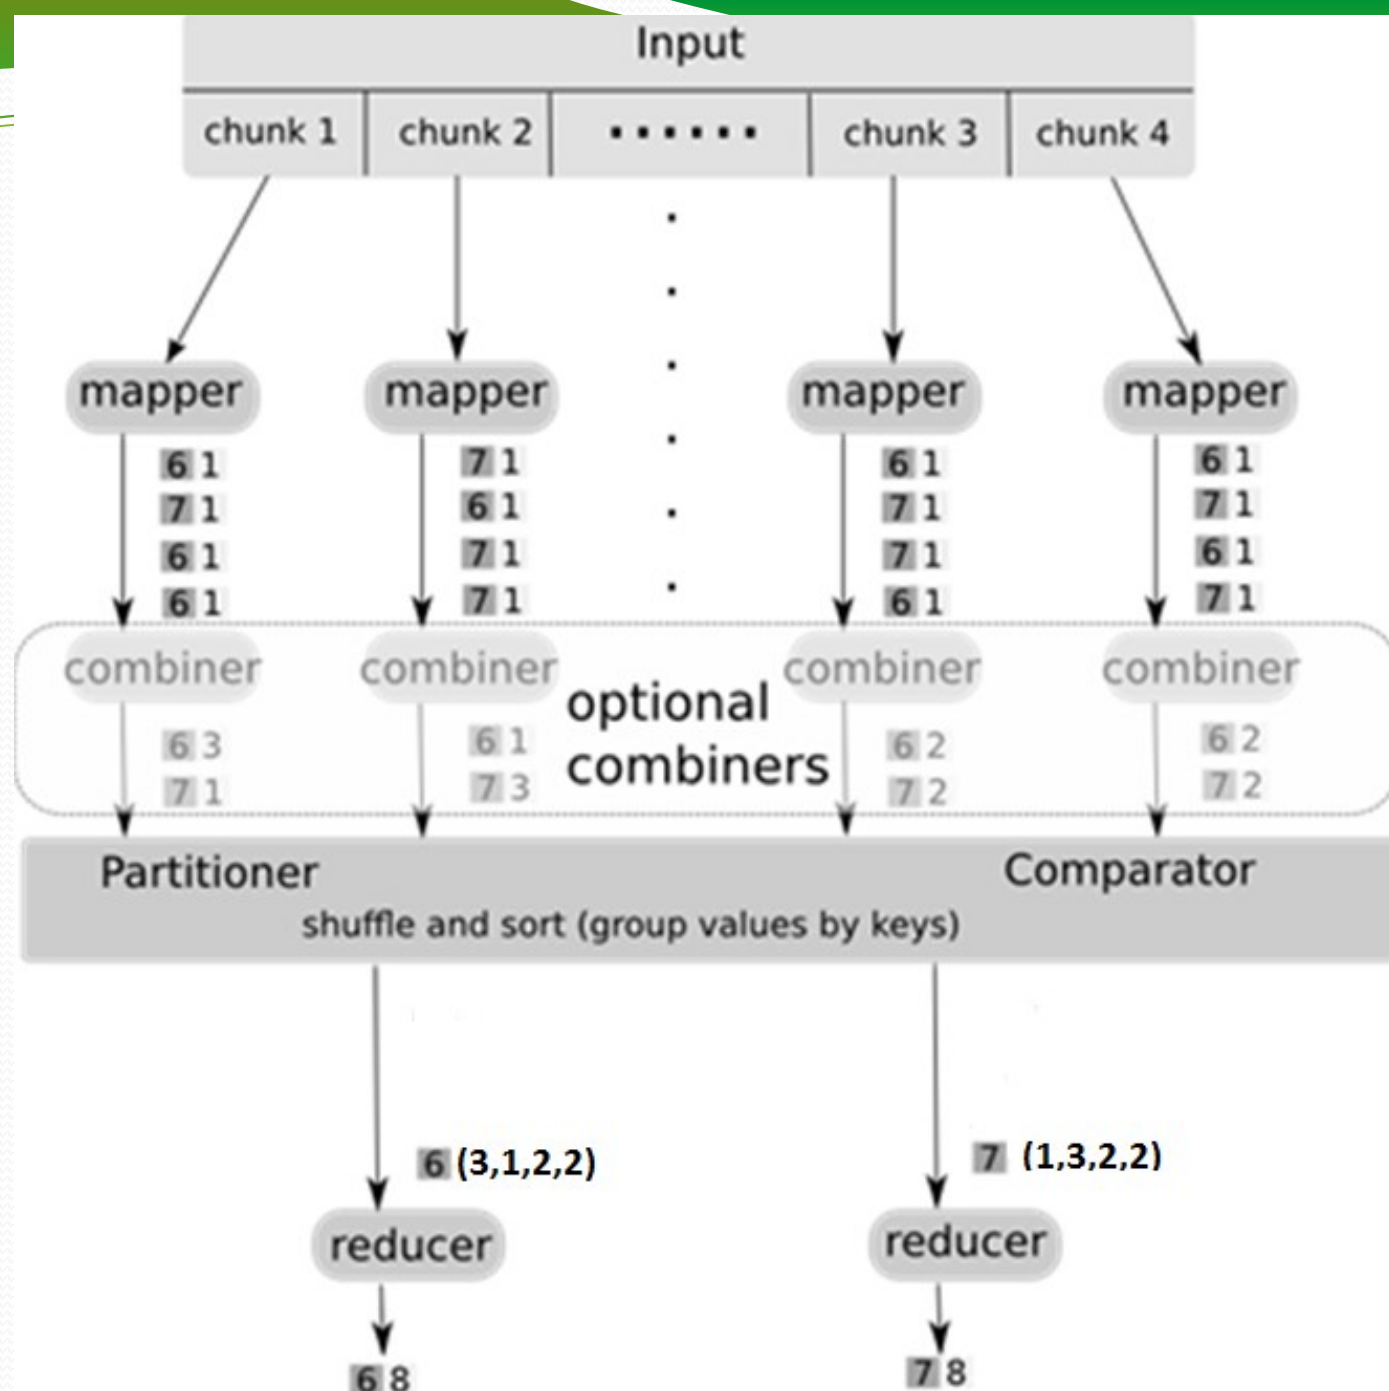 Input
chunk 1 chunk 2 ...... chunk 3 chunk 4
mapper mapper mapper mapper
6 1 7 1 6 1 6 1
7 1 6 1 7 1 7 1
6 1 7 1 7 1 6 1
6 1 7 1 6 1 7 1
combiner combiner combiner combiner
optional
combiners
6 3 6 1 6 2 6 2
7 1 7 3 7 2 7 2
Partitioner Comparator
shuffle and sort (group values by keys)
6 (3,1,2,2) 7 (1,3,2,2)
reducer reducer
6 8 7 8